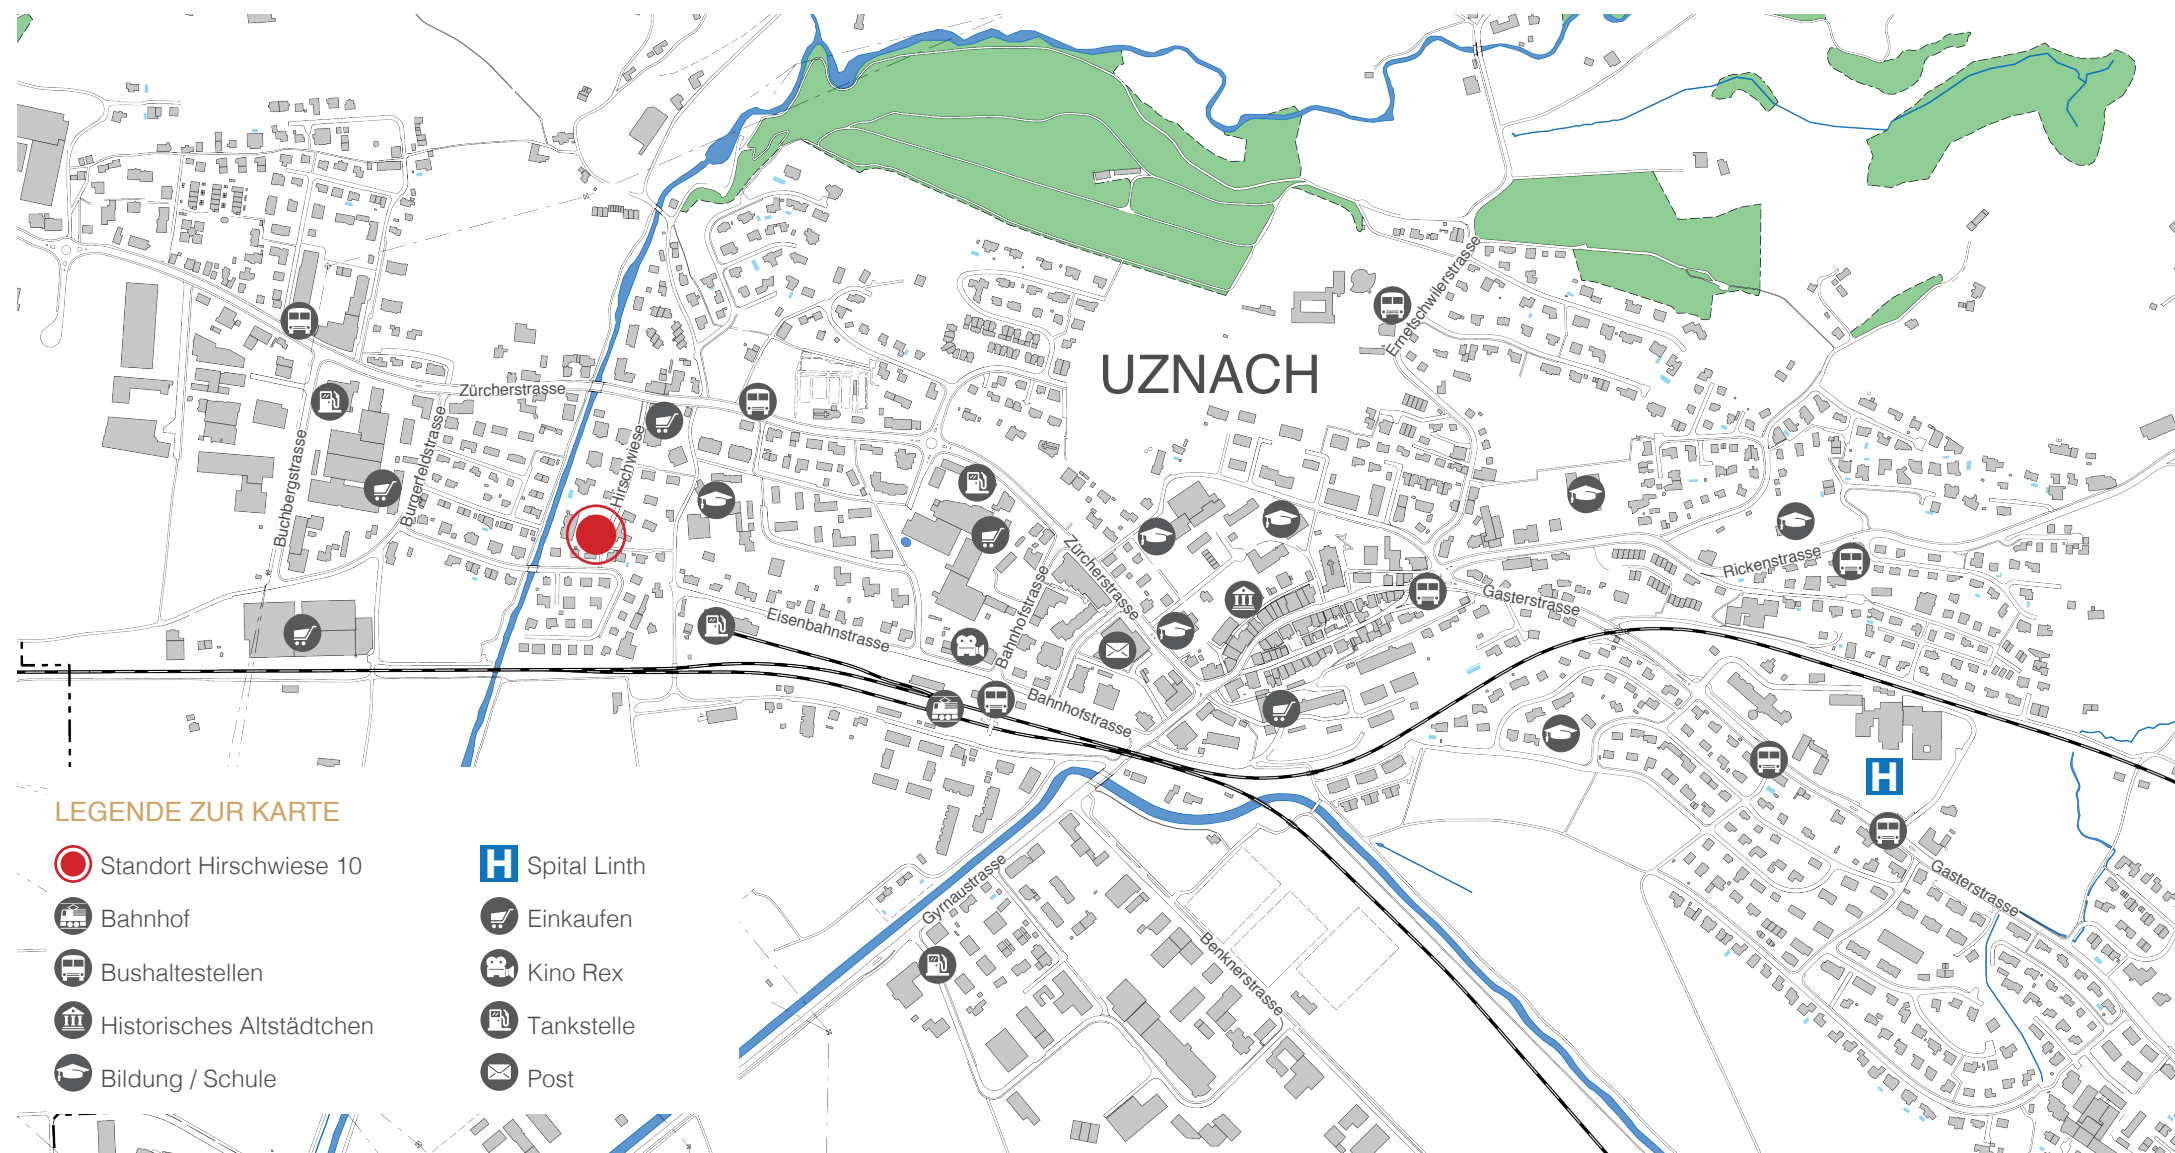 Ernetschwilerstrasse
UZNACH
Zürcherstrasse
Buchbergstrasse
Burgerfeldstrasse
Hirschwiese
Zürcherstrasse
Rickenstrasse
Gasterstrasse
Eisenbahnstrasse
Bahnhofstrasse
Bahnhofstrasse
Gasterstrasse
Gyrnaustrasse
Benknerstrasse
LEGENDE ZUR KARTE
Standort Hirschwiese 10
Bahnhof
Bushaltestellen
Historisches Altstädtchen
Bildung / Schule
H Spital Linth
Einkaufen
Kino Rex
Tankstelle
Post
H